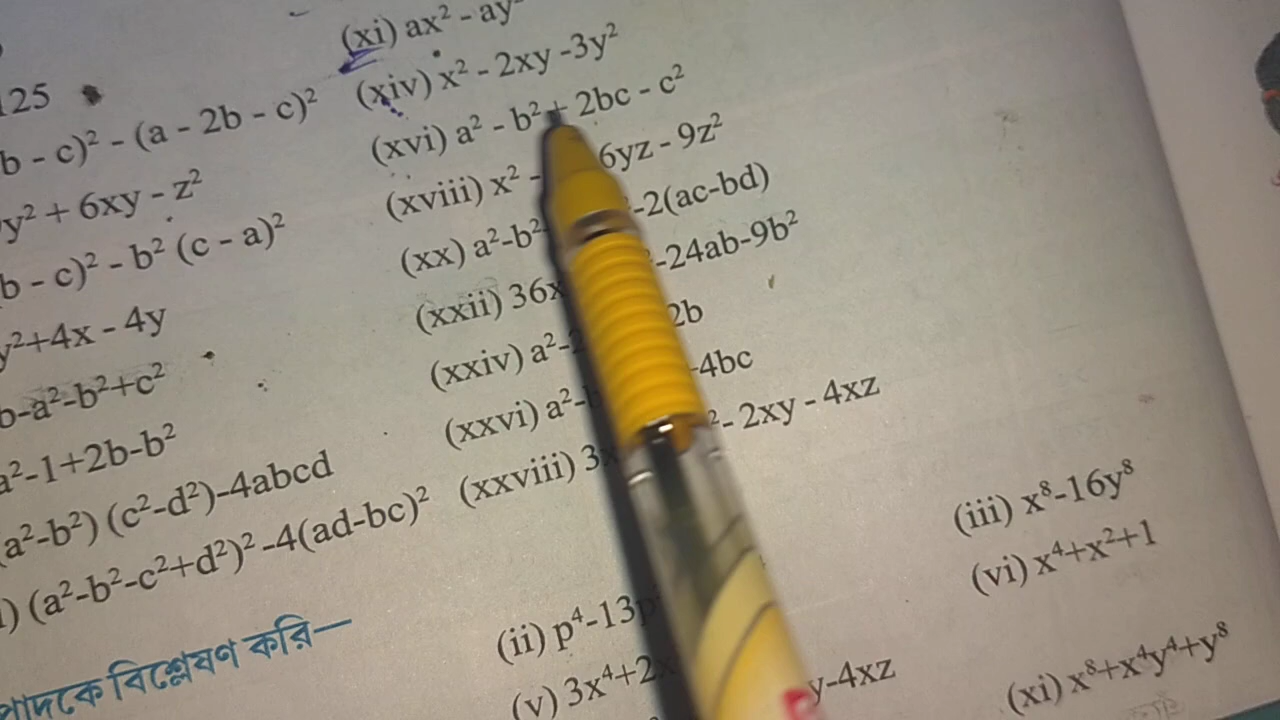 (xi) ax² - ay
125
(xiv) x² - 2xy -3y²
b - c)² - (a - 2b - c)²
(xvi) a² - b² + 2bc - c²
y² + 6xy - z²
(xviii) x² - 6yz - 9z²
b - c)² - b² (c - a)²
(xx) a²-b² -2(ac-bd)
y²+4x - 4y
(xxii) 36x -24ab-9b²
b-a²-b²+c²
(xxiv) a²- 2b
a²-1+2b-b²
(xxvi) a²-b -4bc
a²-b²) (c²-d²)-4abcd
(xxviii) 3x ²- 2xy - 4xz
) (a²-b²-c²+d²)² -4(ad-bc)²
বিশ্লেষণ করি—
(ii) p⁴-13p
(iii) x⁸-16y⁸
(v) 3x⁴+2x y-4xz
(vi) x⁴+x²+1
(xi) x⁸+x⁴y⁴+y⁸